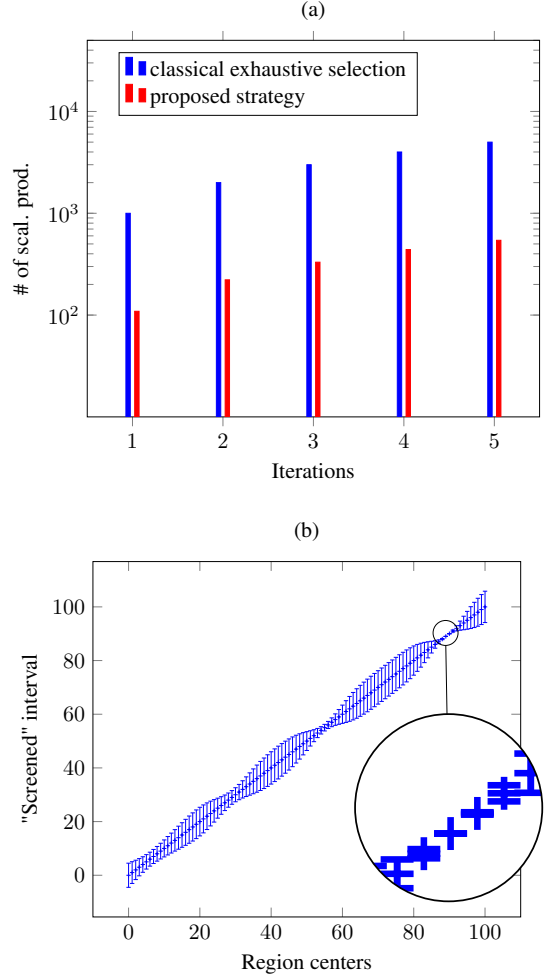 (a)
classical exhaustive selection
proposed strategy
10^4
10^3
10^2
# of scal. prod.
1 2 3 4 5
Iterations
(b)
100
80
60
40
20
0
"Screened" interval
0 20 40 60 80 100
Region centers